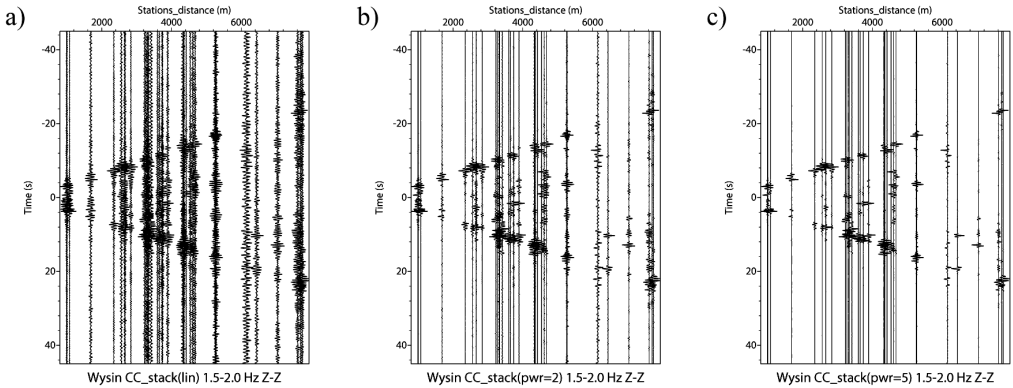 a)
Stations_distance (m)
2000 4000 6000
Time (s)
-40
-20
0
20
40
Wysin CC_stack(lin) 1.5-2.0 Hz Z-Z
b)
Stations_distance (m)
2000 4000 6000
Time (s)
-40
-20
0
20
40
Wysin CC_stack(pwr=2) 1.5-2.0 Hz Z-Z
c)
Stations_distance (m)
2000 4000 6000
Time (s)
-40
-20
0
20
40
Wysin CC_stack(pwr=5) 1.5-2.0 Hz Z-Z